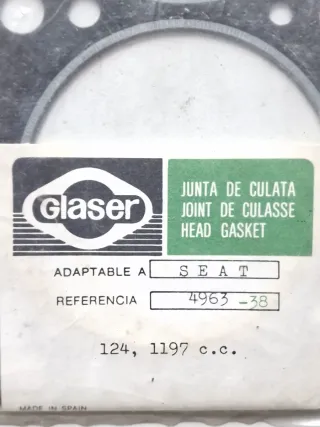 Glaser
JUNTA DE CULATA
JOINT DE CULASSE
HEAD GASKET
ADAPTABLE A SEAT
REFERENCIA 4963 -38
124, 1197 c.c.
MADE IN SPAIN